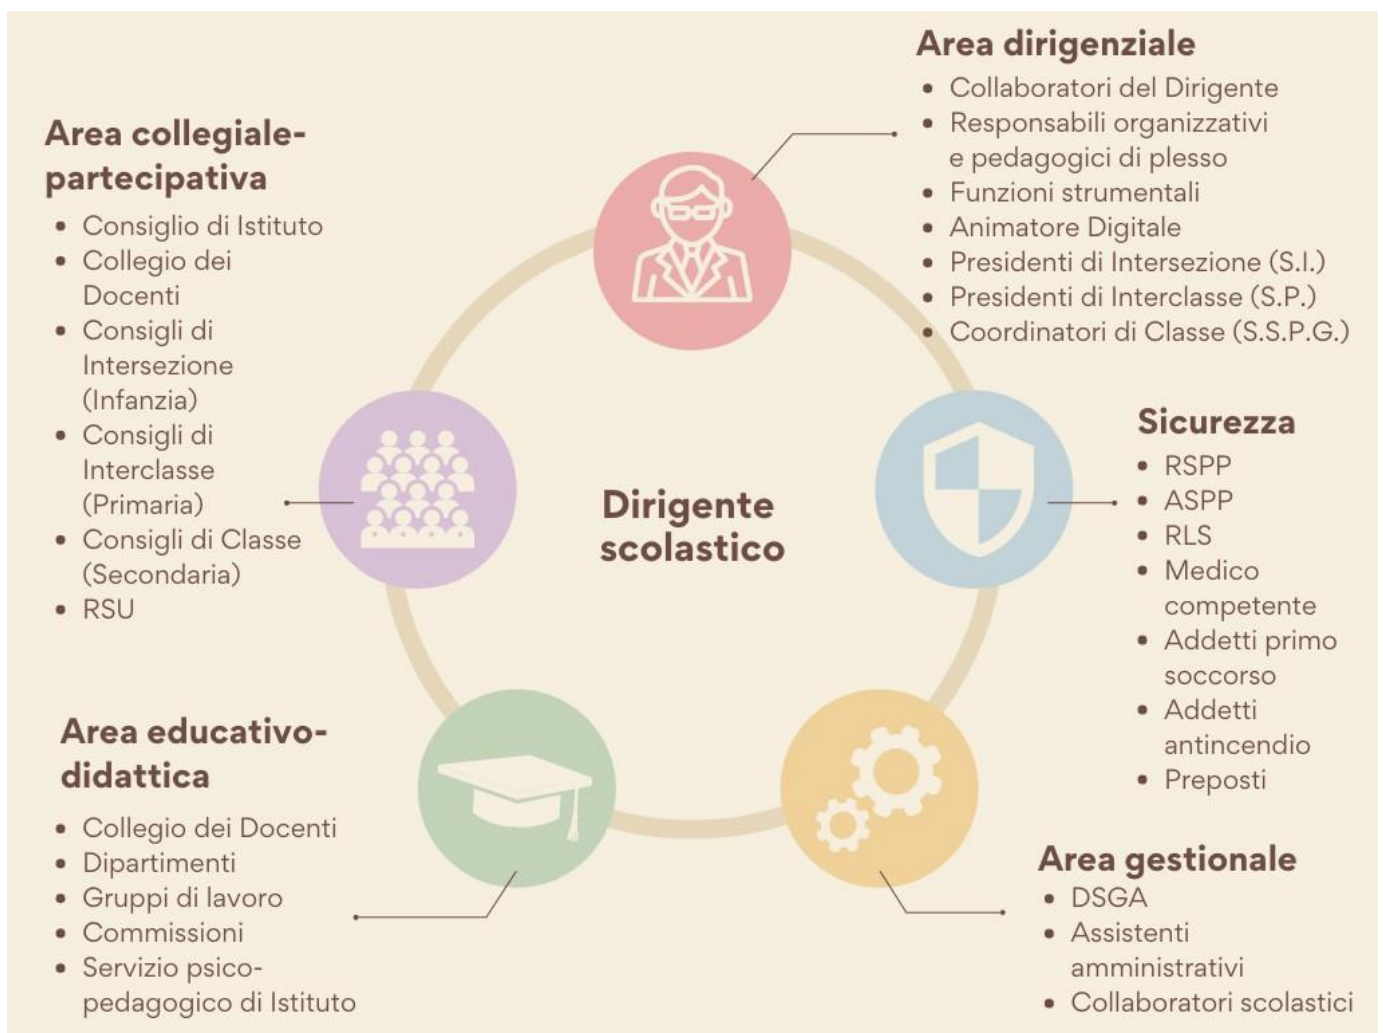 Area dirigenziale
• Collaboratori del Dirigente
• Responsabili organizzativi
e pedagogici di plesso
• Funzioni strumentali
• Animatore Digitale
• Presidenti di Intersezione (S.I.)
• Presidenti di Interclasse (S.P.)
• Coordinatori di Classe (S.S.P.G.)
Area collegiale-
partecipativa
• Consiglio di Istituto
• Collegio dei
Docenti
• Consigli di
Intersezione
(Infanzia)
• Consigli di
Interclasse
(Primaria)
• Consigli di Classe
(Secondaria)
• RSU
Dirigente
scolastico
Sicurezza
• RSPP
• ASPP
• RLS
• Medico
competente
• Addetti primo
soccorso
• Addetti
antincendio
• Preposti
Area educativo-
didattica
• Collegio dei Docenti
• Dipartimenti
• Gruppi di lavoro
• Commissioni
• Servizio psico-
pedagogico di Istituto
Area gestionale
• DSGA
• Assistenti
amministrativi
• Collaboratori scolastici